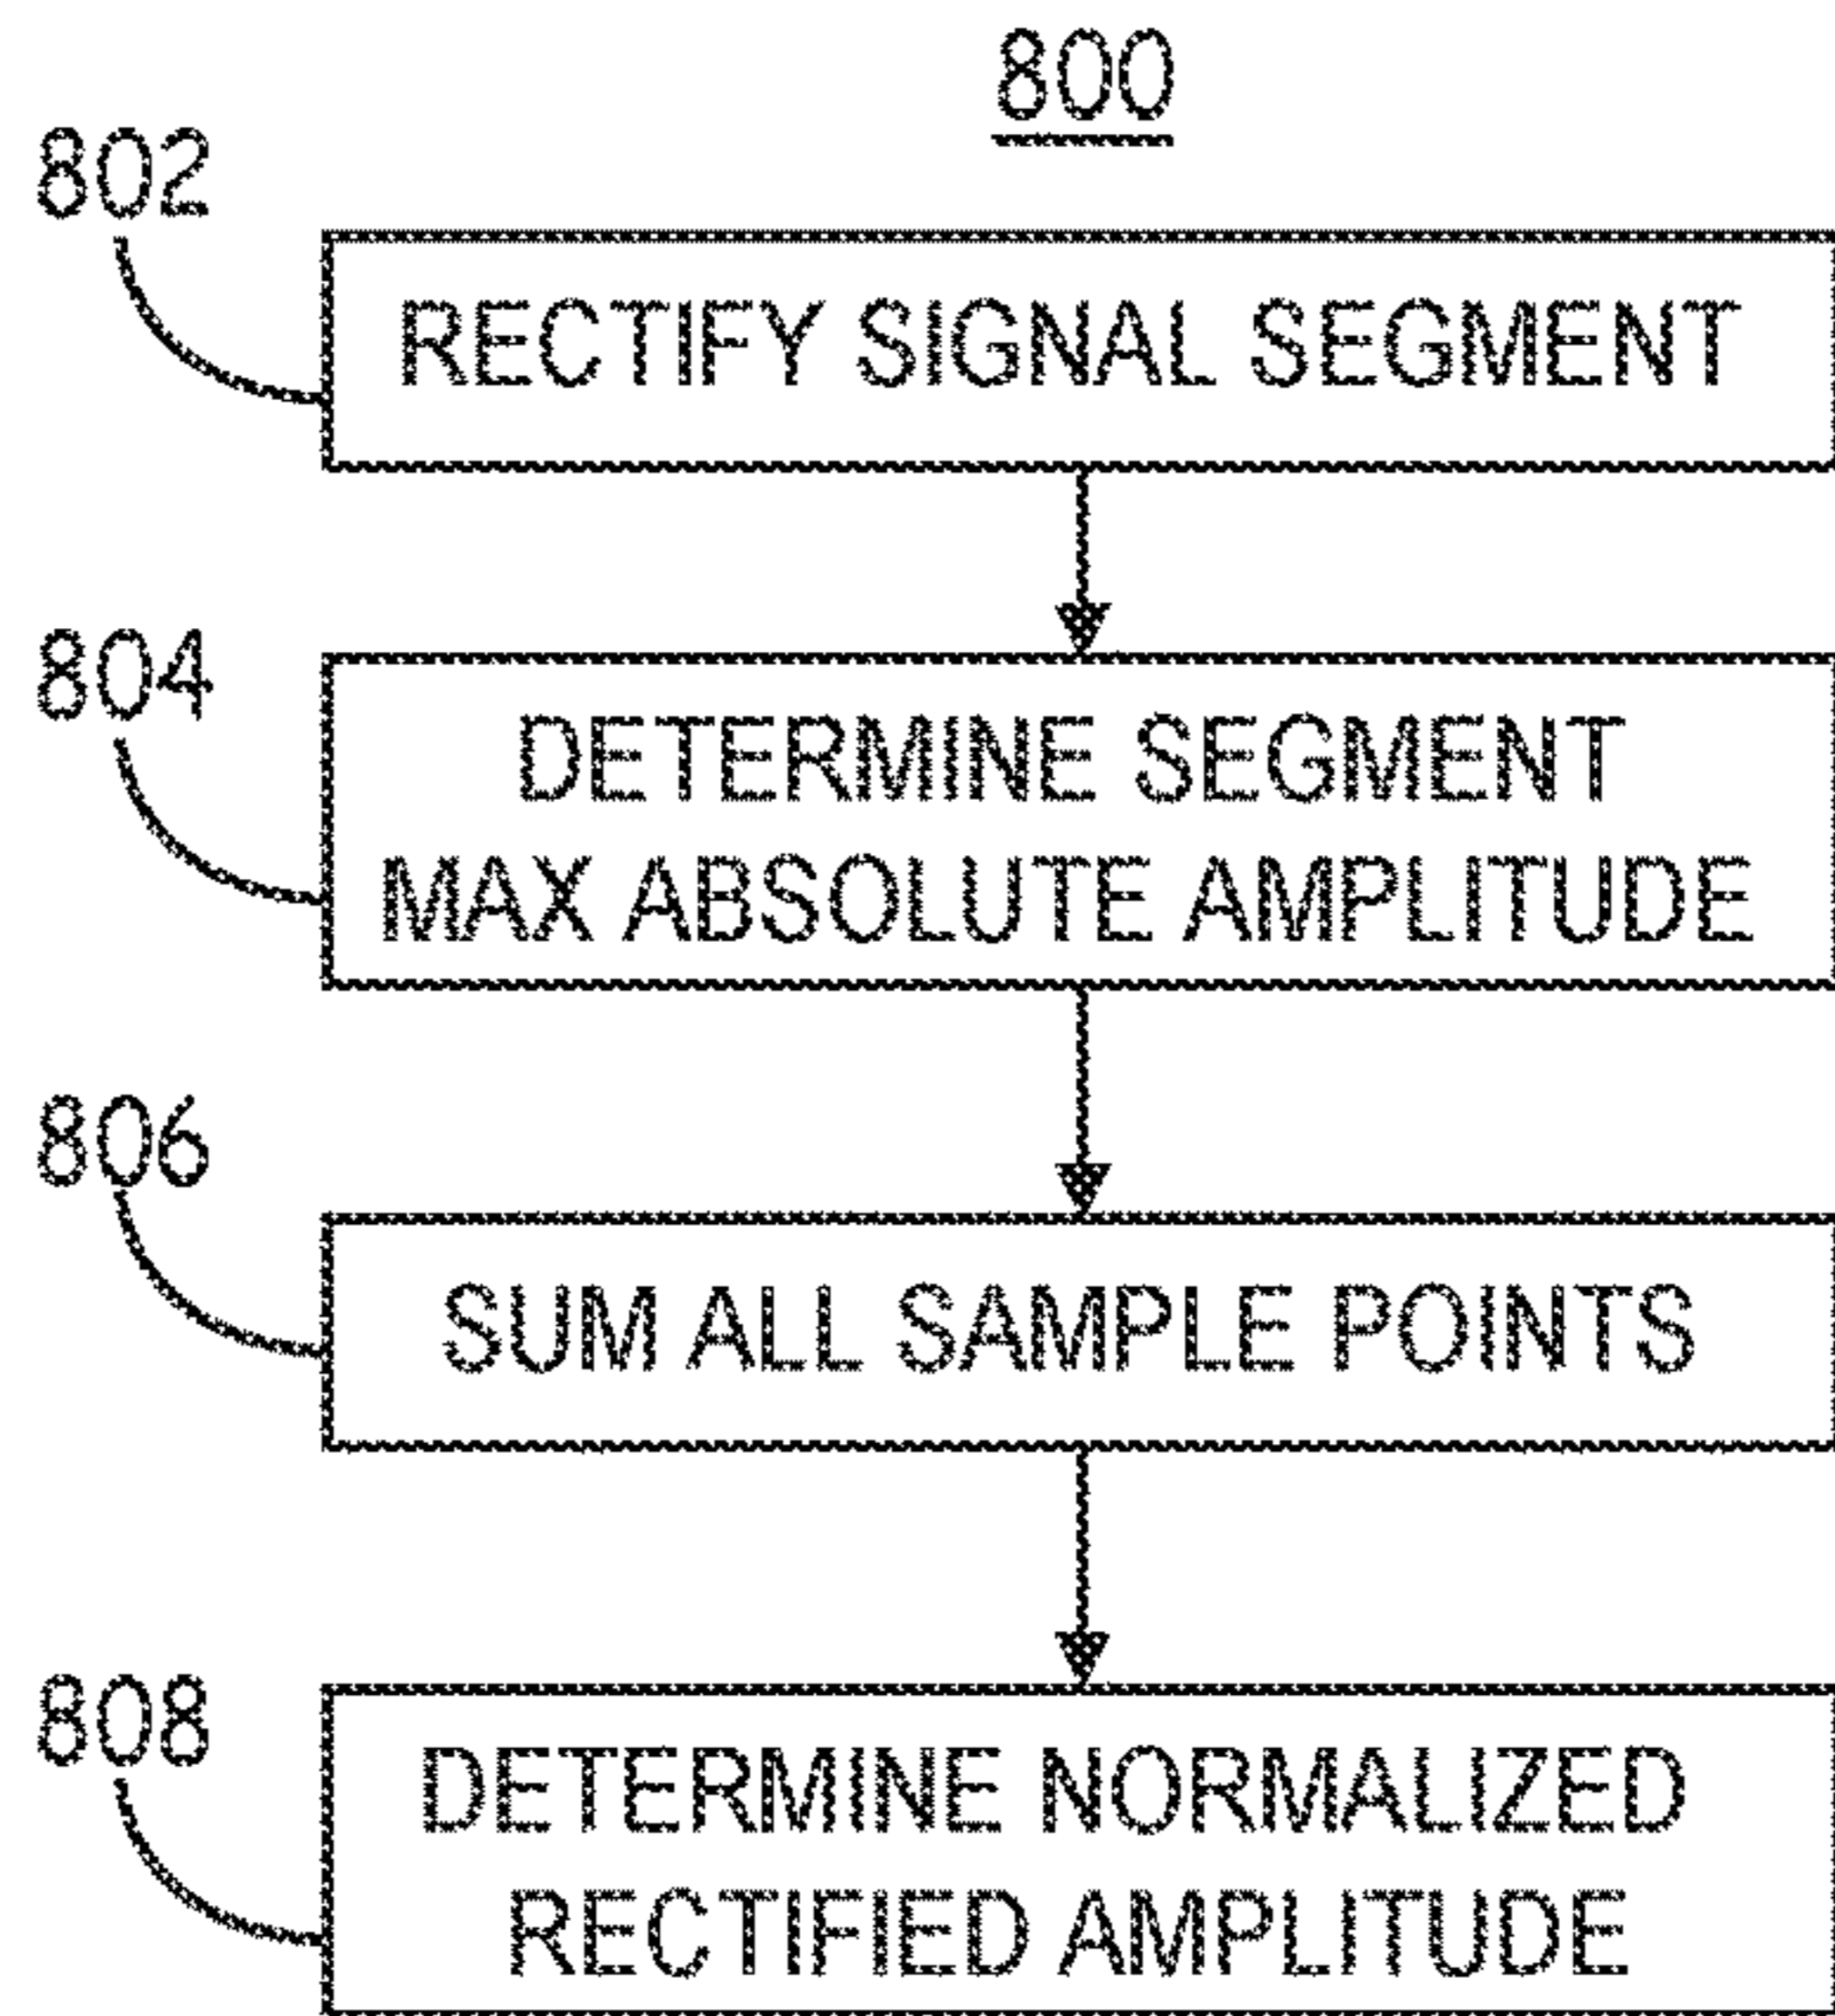 800
802
RECTIFY SIGNAL SEGMENT
804
DETERMINE SEGMENT
MAX ABSOLUTE AMPLITUDE
806
SUM ALL SAMPLE POINTS
808
DETERMINE NORMALIZED
RECTIFIED AMPLITUDE